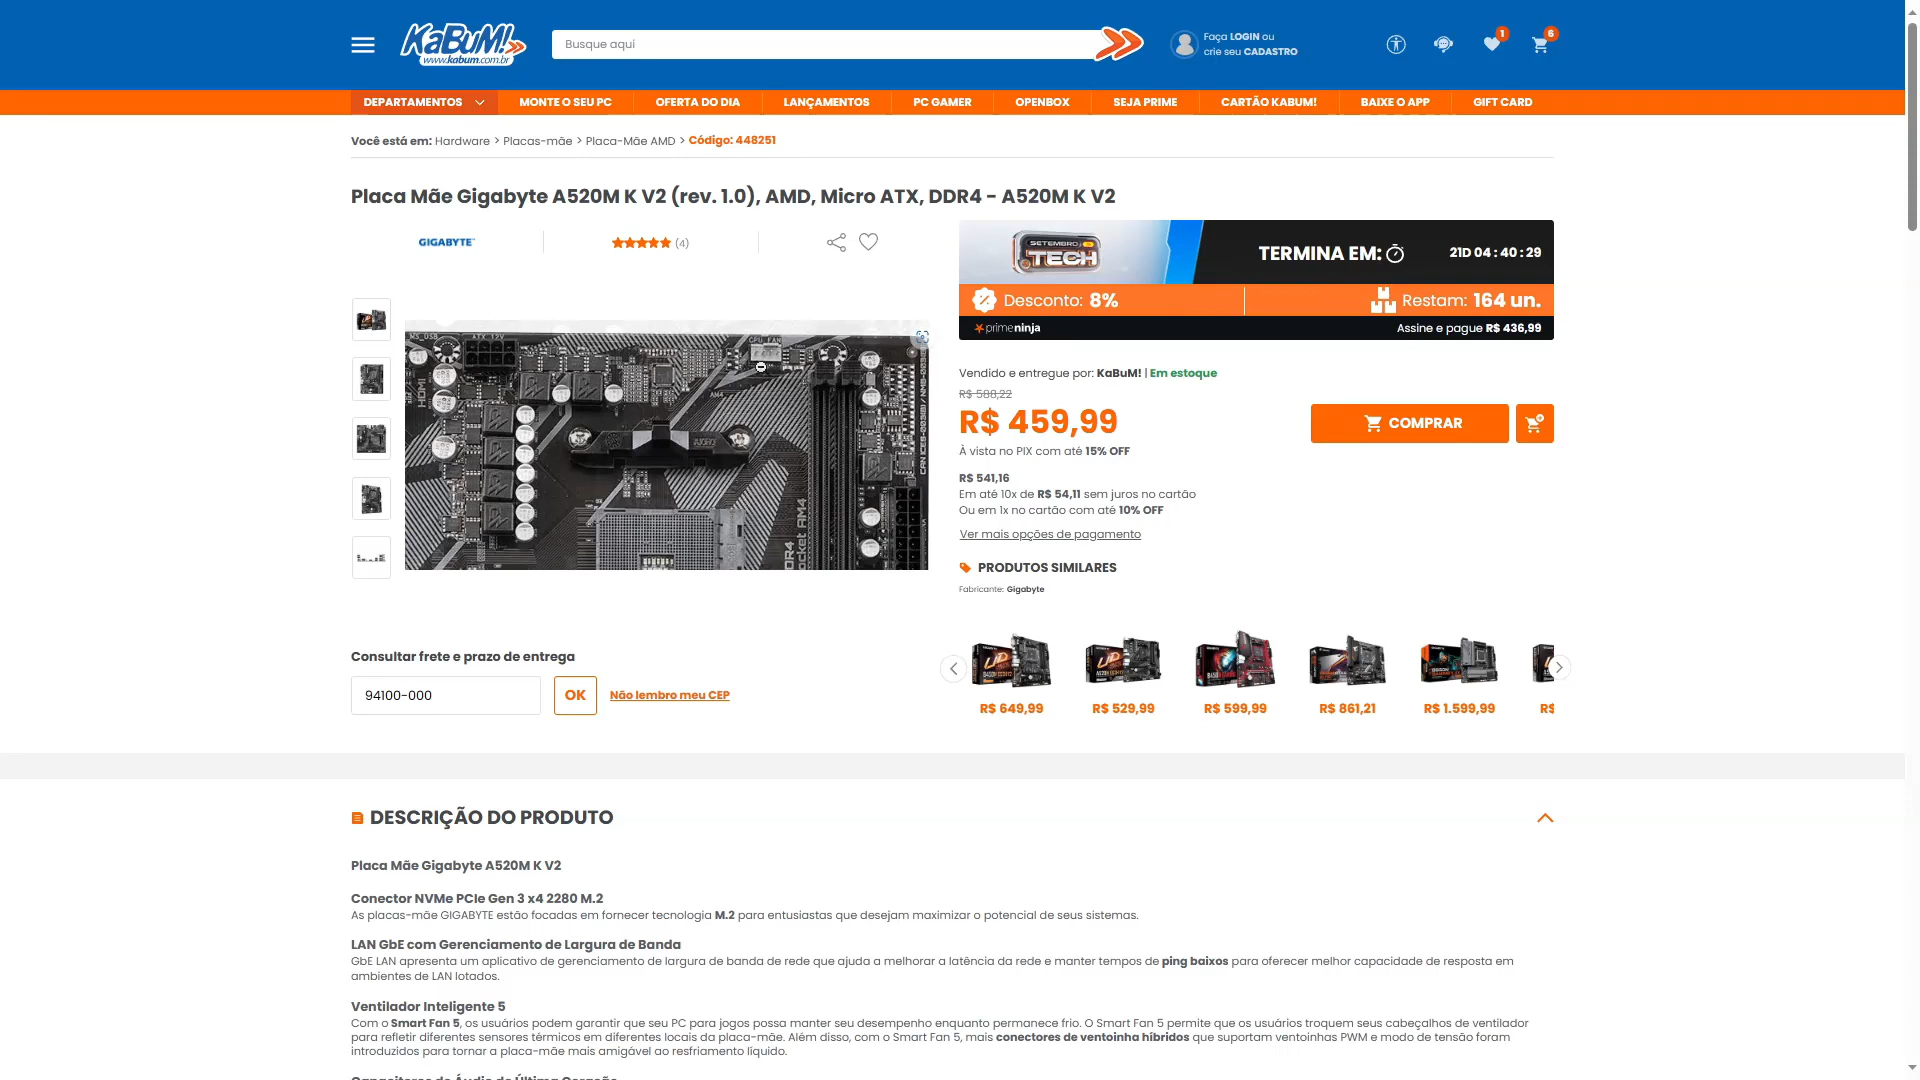 KaBuM!
www.kabum.com.br
Busque aqui
Faça LOGIN ou
crie seu CADASTRO
1
6
DEPARTAMENTOS
MONTE O SEU PC
OFERTA DO DIA
LANÇAMENTOS
PC GAMER
OPENBOX
SEJA PRIME
CARTÃO KABUM!
BAIXE O APP
GIFT CARD
Você está em: Hardware > Placas-mãe > Placa-Mãe AMD > Código: 448251
Placa Mãe Gigabyte A520M K V2 (rev. 1.0), AMD, Micro ATX, DDR4 - A520M K V2
GIGABYTE
(4)
SETEMBRO
TECH
TERMINA EM:
21D 04 : 40 : 29
Desconto: 8%
Restam: 164 un.
primeninja
Assine e pague R$ 436,99
ATX_12V
CPU_FAN
HDMI
AM4
Socket AM4
Vendido e entregue por: KaBuM! | Em estoque
R$ 588,22
R$ 459,99
À vista no PIX com até 15% OFF
COMPRAR
R$ 541,16
Em até 10x de R$ 54,11 sem juros no cartão
Ou em 1x no cartão com até 10% OFF
Ver mais opções de pagamento
PRODUTOS SIMILARES
Fabricante: Gigabyte
Consultar frete e prazo de entrega
94100-000
OK
Não lembro meu CEP
R$ 649,99
R$ 529,99
R$ 599,99
R$ 861,21
R$ 1.599,99
R$
DESCRIÇÃO DO PRODUTO
Placa Mãe Gigabyte A520M K V2
Conector NVMe PCIe Gen 3 x4 2280 M.2
As placas-mãe GIGABYTE estão focadas em fornecer tecnologia M.2 para entusiastas que desejam maximizar o potencial de seus sistemas.
LAN GbE com Gerenciamento de Largura de Banda
GbE LAN apresenta um aplicativo de gerenciamento de largura de banda de rede que ajuda a melhorar a latência da rede e manter tempos de ping baixos para oferecer melhor capacidade de resposta em
ambientes de LAN lotados.
Ventilador Inteligente 5
Com o Smart Fan 5, os usuários podem garantir que seu PC para jogos possa manter seu desempenho enquanto permanece frio. O Smart Fan 5 permite que os usuários troquem seus cabeçalhos de ventilador
para refletir diferentes sensores térmicos em diferentes locais da placa-mãe. Além disso, com o Smart Fan 5, mais conectores de ventoinha híbridos que suportam ventoinhas PWM e modo de tensão foram
introduzidos para tornar a placa-mãe mais amigável ao resfriamento líquido.
Capacitores de Áudio de Última Geração